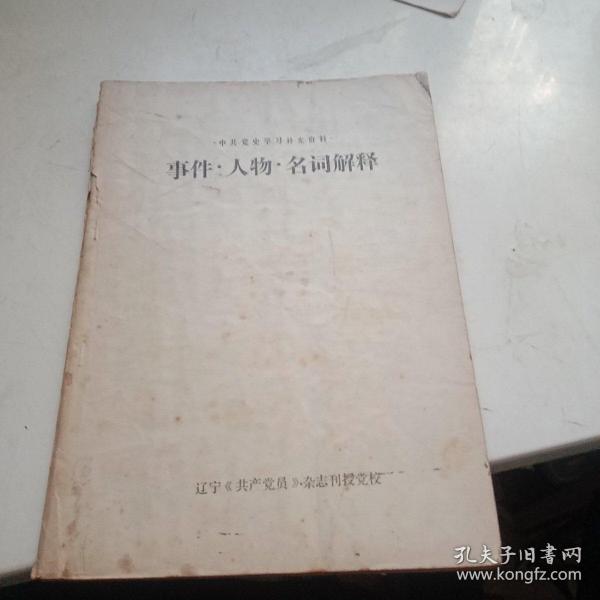 ·中共党史学习补充资料·
事件·人物·名词解释
辽宁《共产党员》杂志刊授党校
孔夫子旧书网
www.kongfz.com